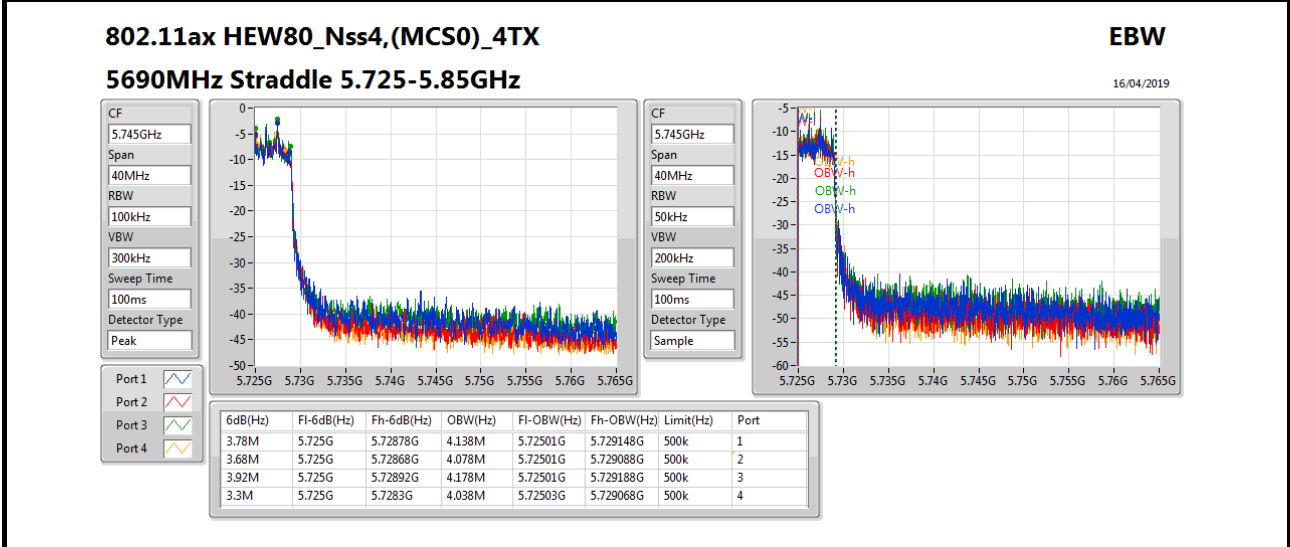 802.11ax HEW80_Nss4,(MCS0)_4TX
EBW
5690MHz Straddle 5.725-5.85GHz
16/04/2019
CF
5.745GHz
Span
40MHz
RBW
100kHz
VBW
300kHz
Sweep Time
100ms
Detector Type
Peak
0
-5
-10
-15
-20
-25
-30
-35
-40
-45
-50
5.725G 5.73G 5.735G 5.74G 5.745G 5.75G 5.755G 5.76G 5.765G
CF
5.745GHz
Span
40MHz
RBW
50kHz
VBW
200kHz
Sweep Time
100ms
Detector Type
Sample
-5
-10
-15
-20
-25
-30
-35
-40
-45
-50
-55
-60
OBW-h
OBW-h
OBW-h
OBW-h
5.725G 5.73G 5.735G 5.74G 5.745G 5.75G 5.755G 5.76G 5.765G
Port 1
Port 2
Port 3
Port 4
6dB(Hz) Fl-6dB(Hz) Fh-6dB(Hz) OBW(Hz) Fl-OBW(Hz) Fh-OBW(Hz) Limit(Hz) Port
3.78M 5.725G 5.72878G 4.138M 5.72501G 5.729148G 500k 1
3.68M 5.725G 5.72868G 4.078M 5.72501G 5.729088G 500k 2
3.92M 5.725G 5.72892G 4.178M 5.72501G 5.729188G 500k 3
3.3M 5.725G 5.7283G 4.038M 5.72503G 5.729068G 500k 4